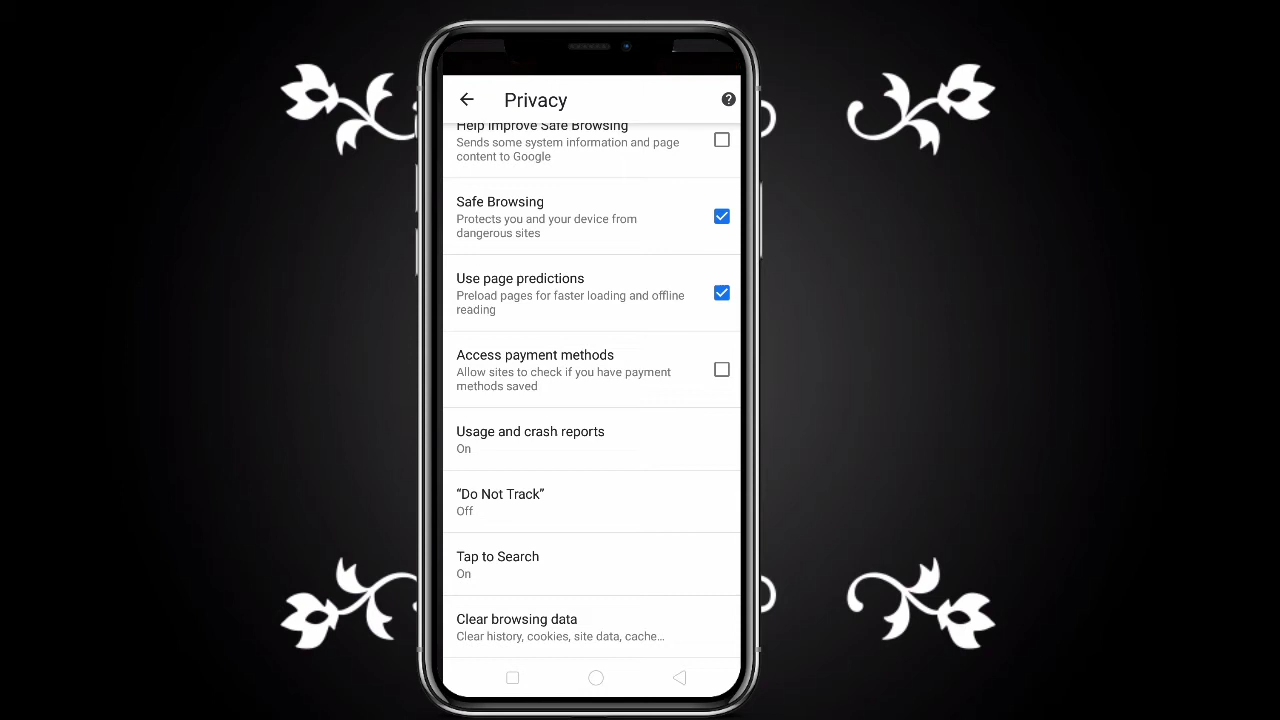 Privacy
Help improve Safe Browsing
Sends some system information and page
content to Google
Safe Browsing
Protects you and your device from
dangerous sites
Use page predictions
Preload pages for faster loading and offline
reading
Access payment methods
Allow sites to check if you have payment
methods saved
Usage and crash reports
On
“Do Not Track”
Off
Tap to Search
On
Clear browsing data
Clear history, cookies, site data, cache…